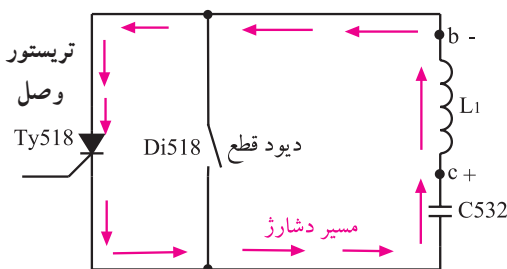 b -
تریستور
وصل
L1
Ty518
Di518
دیود قطع
c +
C532
مسیر دشارژ